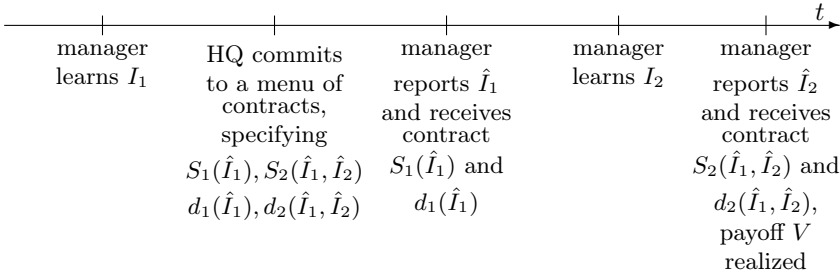 t
manager
learns I₁
HQ commits
to a menu of
contracts,
specifying
S₁(Î₁), S₂(Î₁, Î₂)
d₁(Î₁), d₂(Î₁, Î₂)
manager
reports Î₁
and receives
contract
S₁(Î₁) and
d₁(Î₁)
manager
learns I₂
manager
reports Î₂
and receives
contract
S₂(Î₁, Î₂) and
d₂(Î₁, Î₂),
payoff V
realized